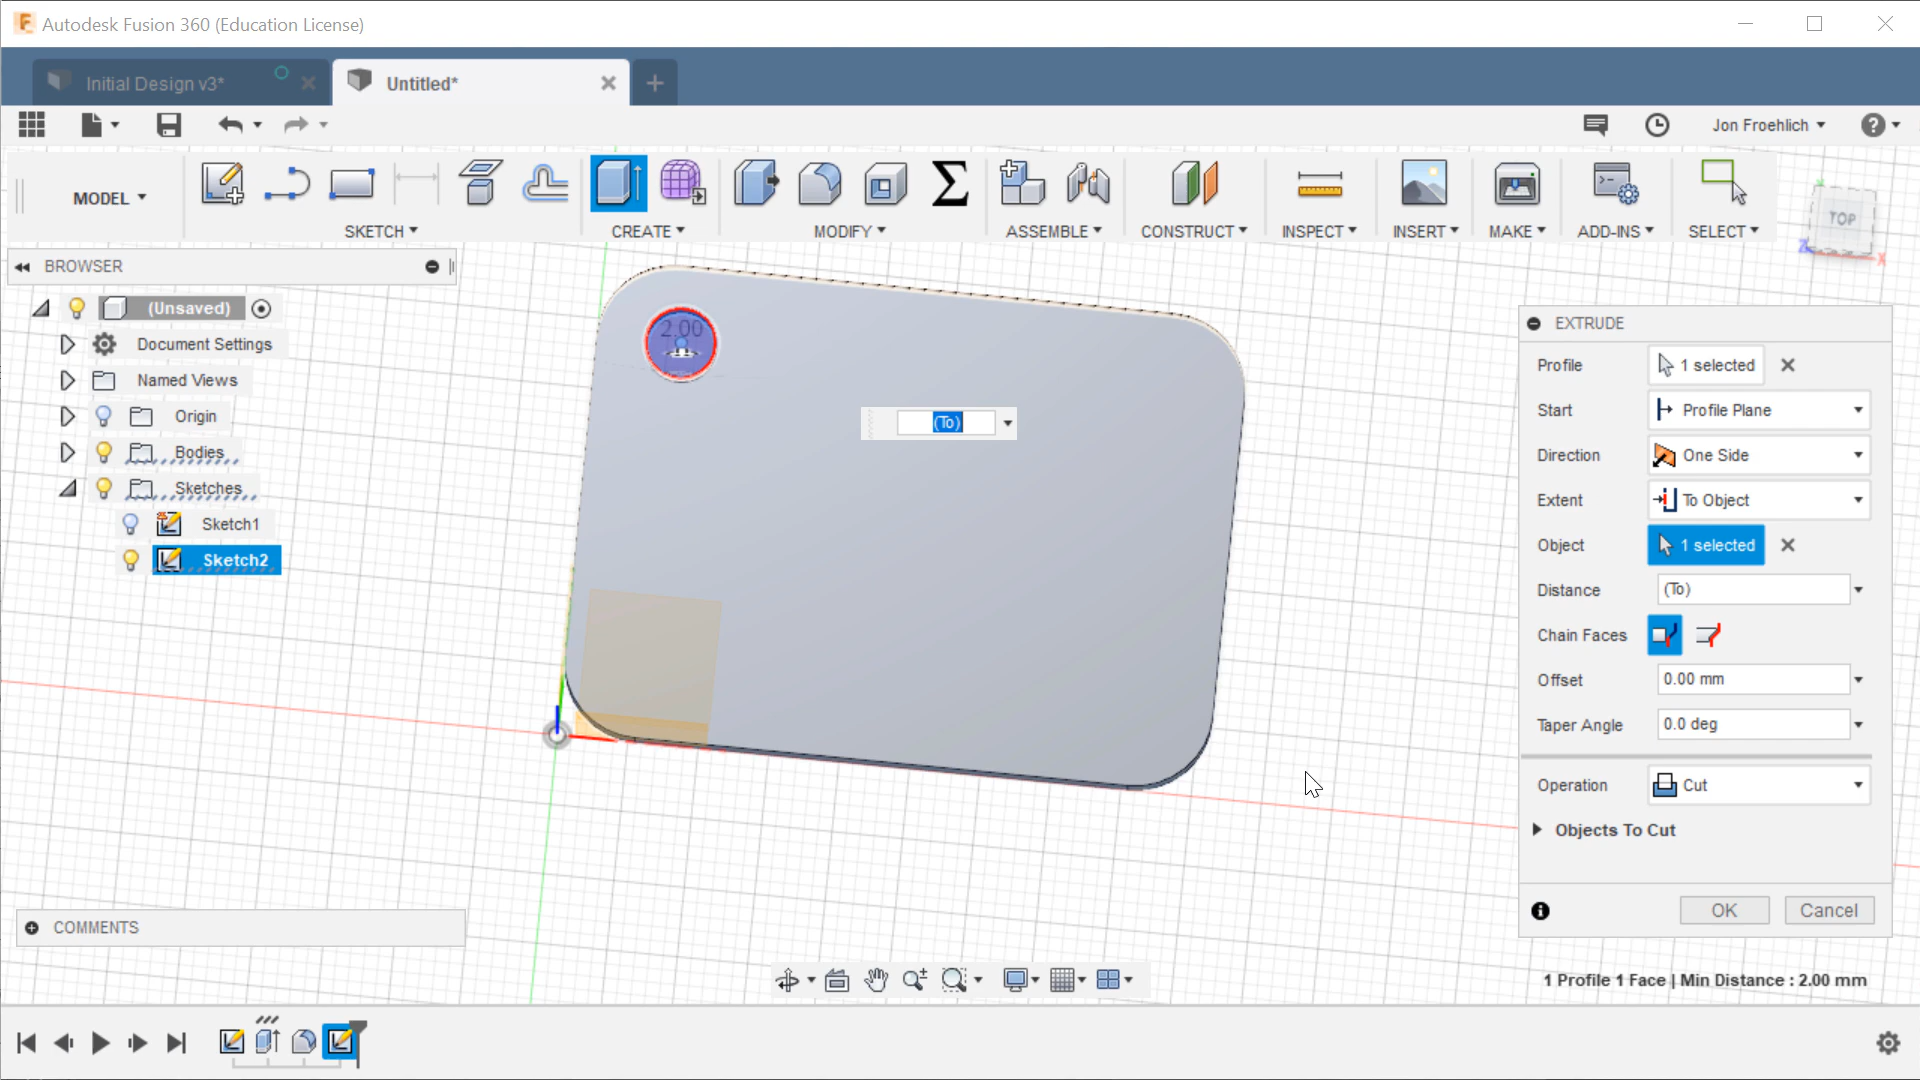 Autodesk Fusion 360 (Education License)
Initial Design v3*
Untitled*
Jon Froehlich
MODEL
SKETCH
CREATE
MODIFY
ASSEMBLE
CONSTRUCT
INSPECT
INSERT
MAKE
ADD-INS
SELECT
TOP
Z
X
BROWSER
(Unsaved)
Document Settings
Named Views
Origin
Bodies
Sketches
Sketch1
Sketch2
2.00
(To)
EXTRUDE
Profile 1 selected
Start Profile Plane
Direction One Side
Extent To Object
Object 1 selected
Distance (To)
Chain Faces
Offset 0.00 mm
Taper Angle 0.0 deg
Operation Cut
Objects To Cut
OK Cancel
COMMENTS
1 Profile 1 Face | Min Distance : 2.00 mm